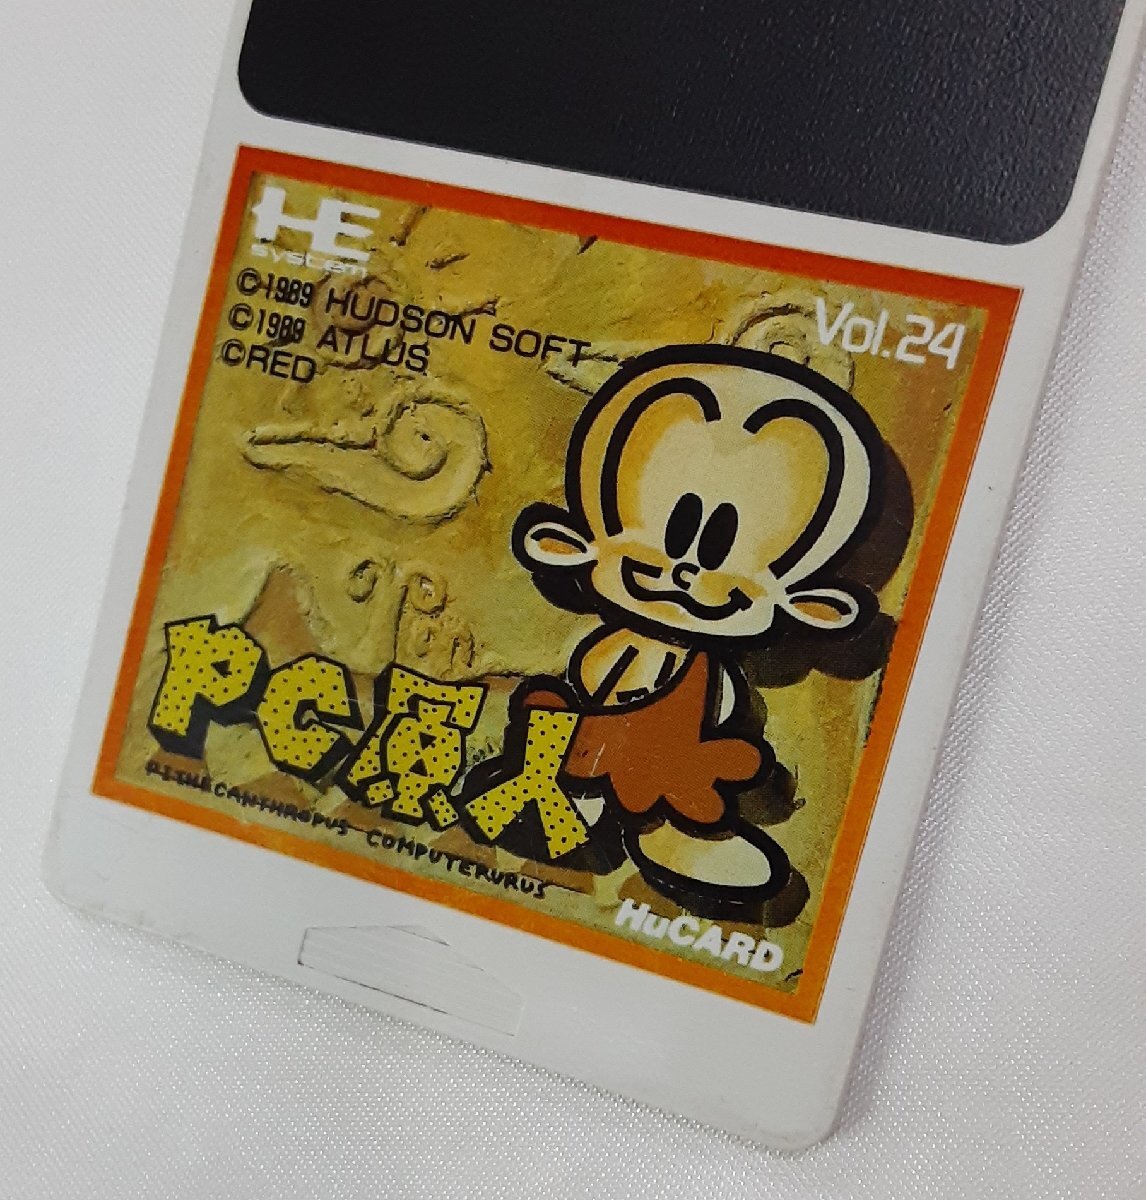 HE
system
©1989 HUDSON SOFT
©1989 ATLUS
©RED
Vol.24
PC原人
PITHECANTHROPUS COMPUTERURUS
HuCARD